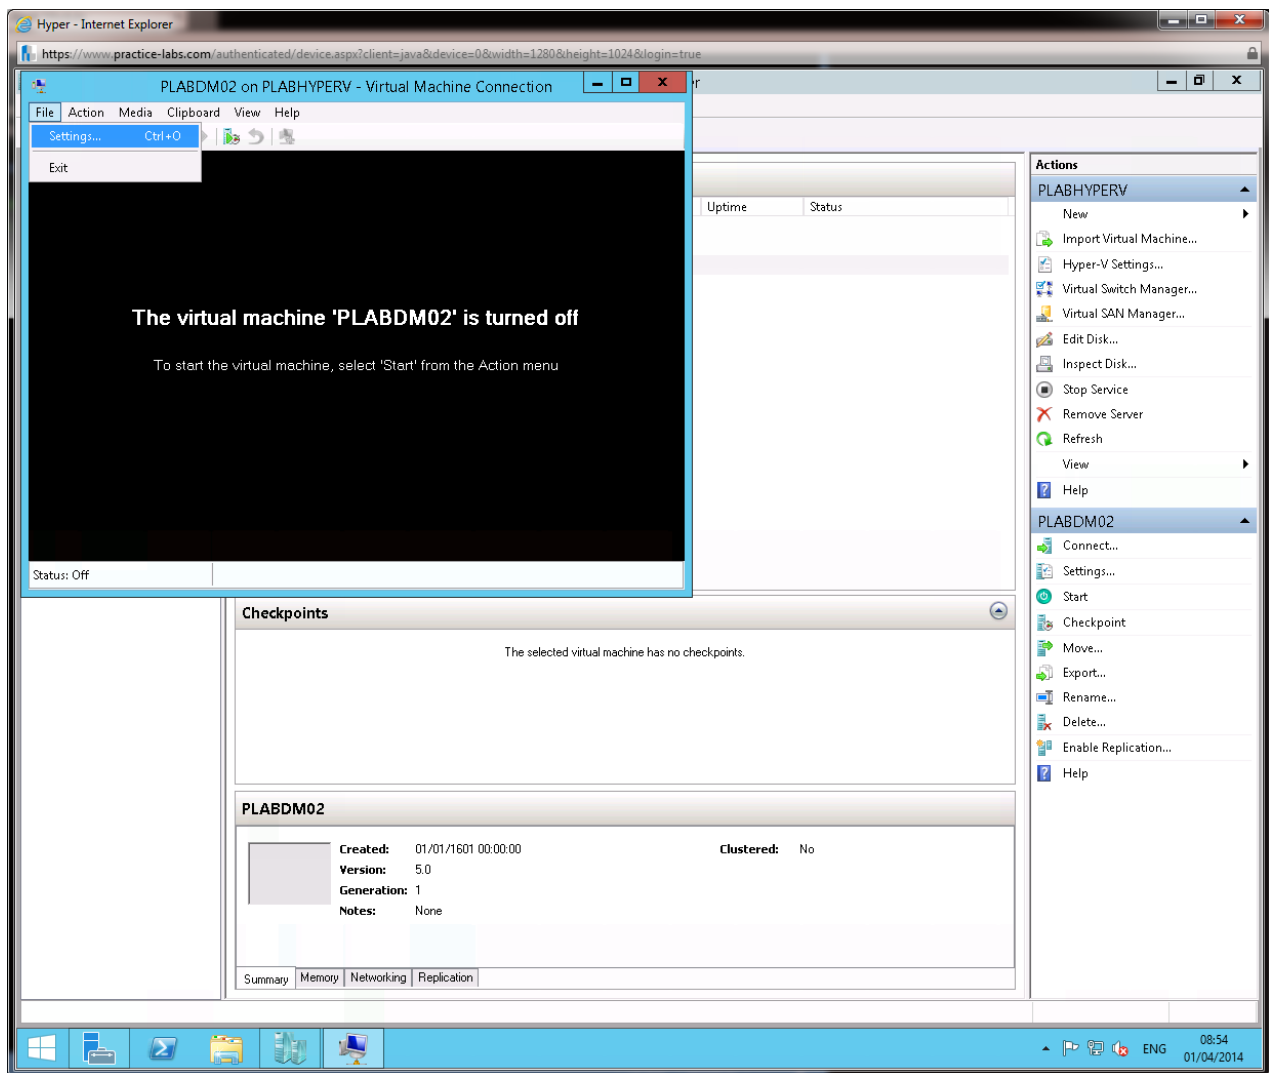 Hyper - Internet Explorer
https://www.practice-labs.com/authenticated/device.aspx?client=java&device=0&width=1280&height=1024&login=true
PLABDM02 on PLABHYPERV - Virtual Machine Connection
File Action Media Clipboard View Help
Settings... Ctrl+O
Exit
The virtual machine 'PLABDM02' is turned off
To start the virtual machine, select 'Start' from the Action menu
Status: Off
Uptime Status
Checkpoints
The selected virtual machine has no checkpoints.
PLABDM02
Created: 01/01/1601 00:00:00 Clustered: No
Version: 5.0
Generation: 1
Notes: None
Summary Memory Networking Replication
Actions
PLABHYPERV
New
Import Virtual Machine...
Hyper-V Settings...
Virtual Switch Manager...
Virtual SAN Manager...
Edit Disk...
Inspect Disk...
Stop Service
Remove Server
Refresh
View
Help
PLABDM02
Connect...
Settings...
Start
Checkpoint
Move...
Export...
Rename...
Delete...
Enable Replication...
Help
ENG 08:54
01/04/2014